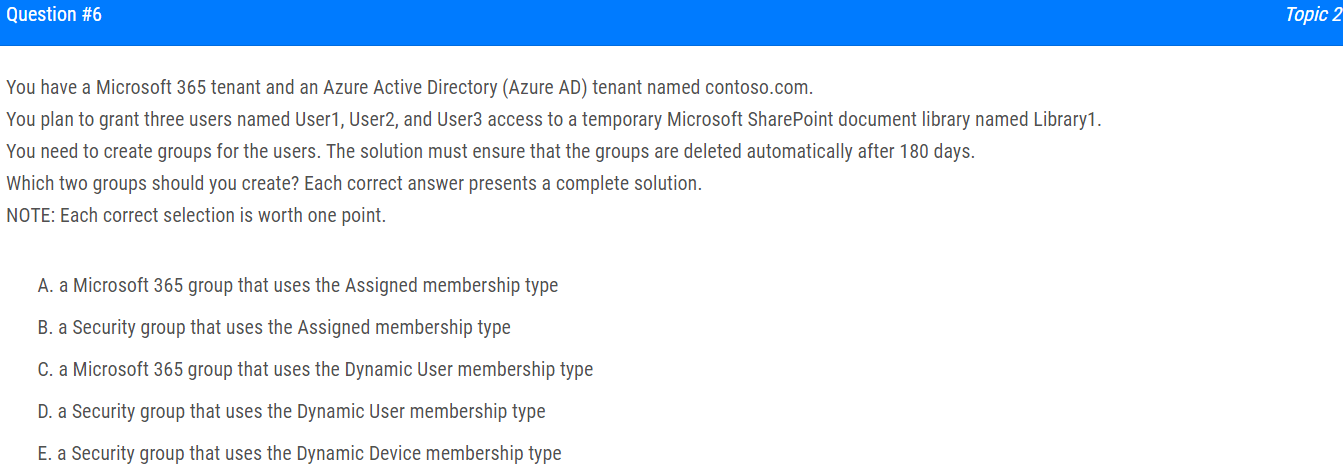 Question #6
Topic 2
You have a Microsoft 365 tenant and an Azure Active Directory (Azure AD) tenant named contoso.com.
You plan to grant three users named User1, User2, and User3 access to a temporary Microsoft SharePoint document library named Library1.
You need to create groups for the users. The solution must ensure that the groups are deleted automatically after 180 days.
Which two groups should you create? Each correct answer presents a complete solution.
NOTE: Each correct selection is worth one point.
A. a Microsoft 365 group that uses the Assigned membership type
B. a Security group that uses the Assigned membership type
C. a Microsoft 365 group that uses the Dynamic User membership type
D. a Security group that uses the Dynamic User membership type
E. a Security group that uses the Dynamic Device membership type